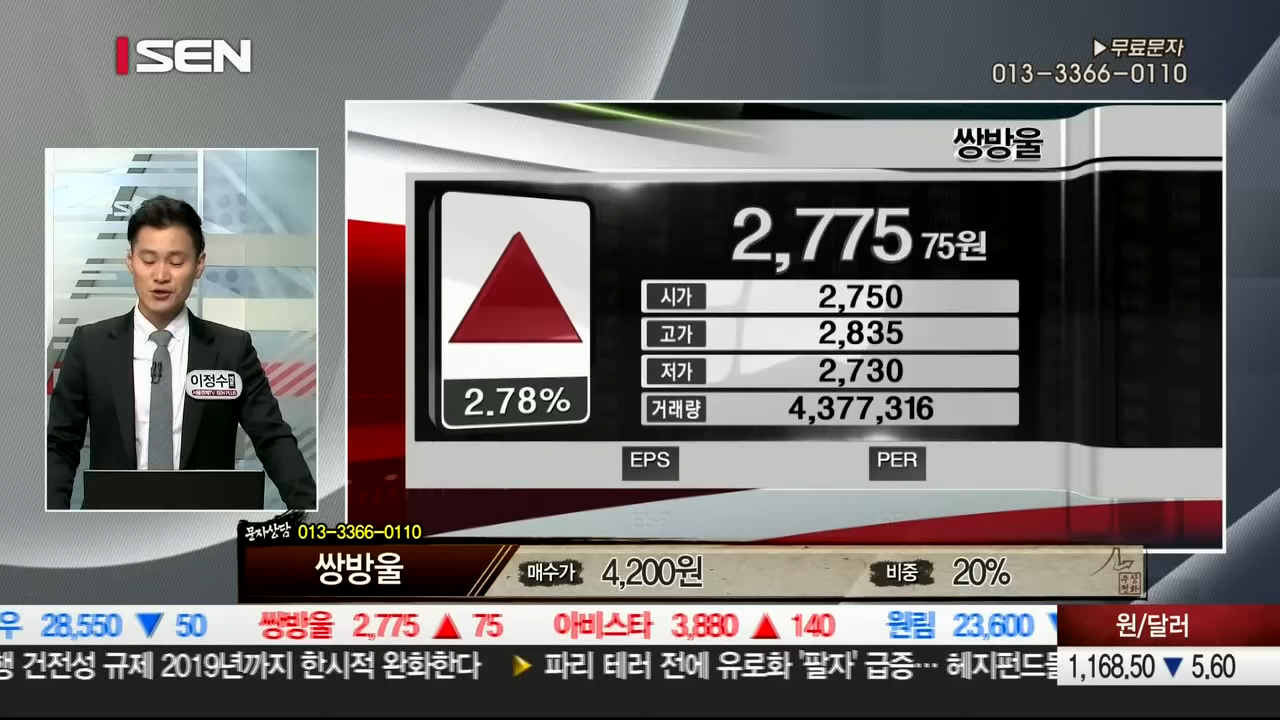 SEN
▶무료문자
013-3366-0110
쌍방울
2,775 75원
2.78%
시가 2,750
고가 2,835
저가 2,730
거래량 4,377,316
EPS PER
이정수
문자상담 013-3366-0110
쌍방울 매수가 4,200원 비중 20%
우 28,550 ▼ 50 쌍방울 2,775 ▲ 75 아비스타 3,880 ▲ 140 원림 23,600 원/달러
행 건전성 규제 2019년까지 한시적 완화한다 ▶ 파리 테러 전에 유로화 '팔자' 급증… 헤지펀드들 1,168.50 ▼ 5.60